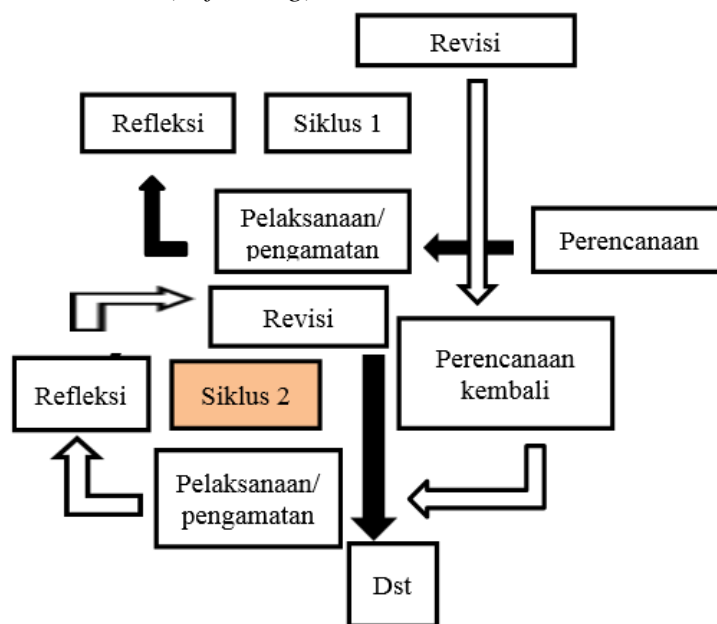 Revisi
Refleksi
Siklus 1
Pelaksanaan/
pengamatan
Perencanaan
Revisi
Perencanaan
kembali
Refleksi
Siklus 2
Pelaksanaan/
pengamatan
Dst